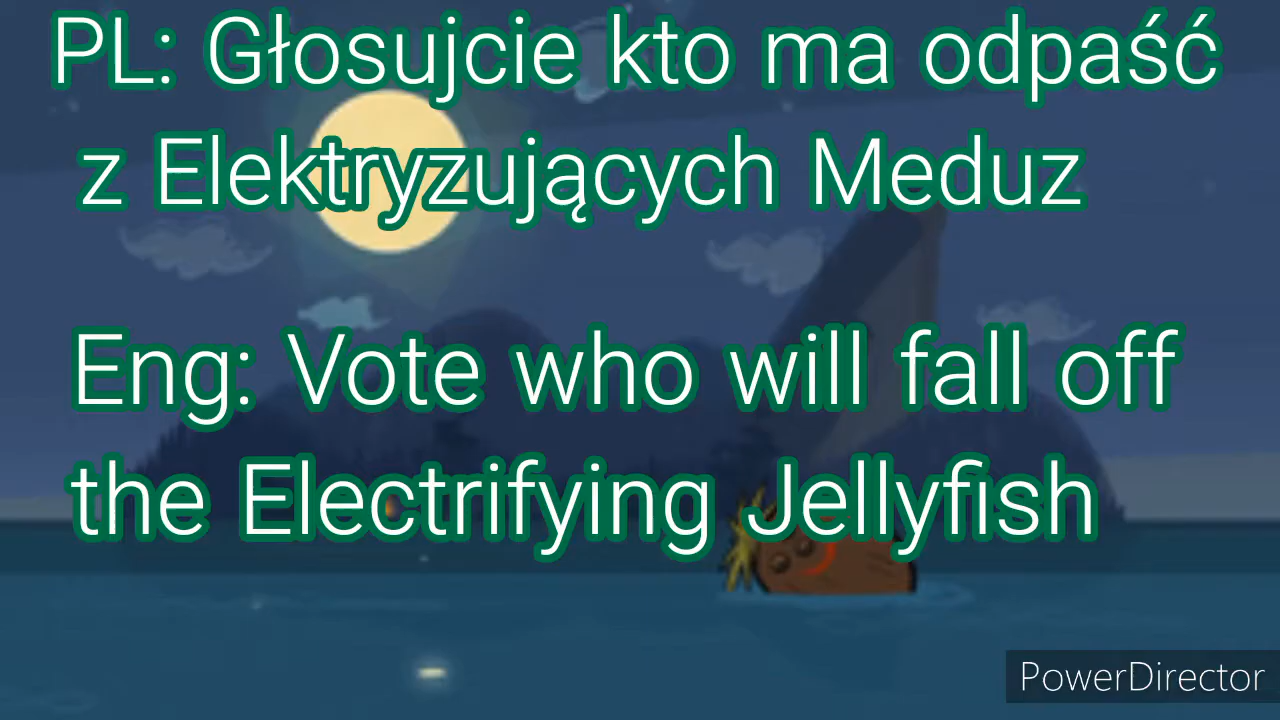 PL: Głosujcie kto ma odpaść
z Elektryzujących Meduz
Eng: Vote who will fall off
the Electrifying Jellyfish
PowerDirector